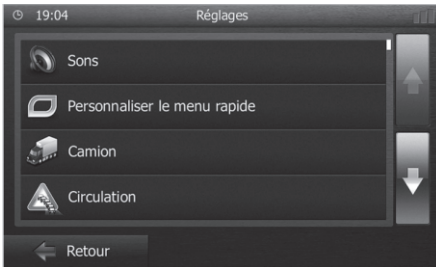 19:04 Réglages
Sons
Personnaliser le menu rapide
Camion
Circulation
Retour